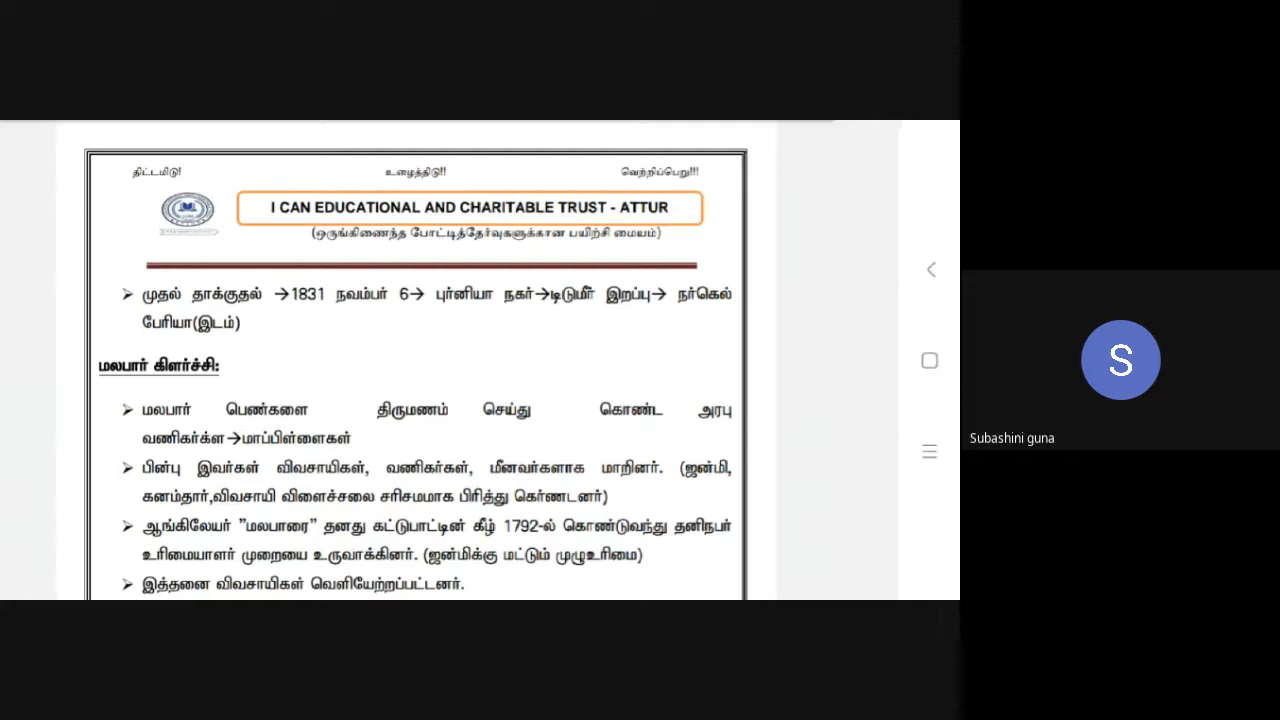 திட்டமிடு! உழைத்திடு!! வெற்றிப்பெறு!!!
I CAN EDUCATIONAL AND CHARITABLE TRUST - ATTUR
(ஒருங்கிணைந்த போட்டித்தேர்வுகளுக்கான பயிற்சி மையம்)
➢ முதல் தாக்குதல் →1831 நவம்பர் 6→ புர்னியா நகர்→டிடுமீர் இறப்பு→ நர்கெல்
பேரியா(இடம்)
மலபார் கிளர்ச்சி:
➢ மலபார் பெண்களை திருமணம் செய்து கொண்ட அரபு
வணிகர்க்ள→மாப்பிள்ளைகள்
➢ பின்பு இவர்கள் விவசாயிகள், வணிகர்கள், மீனவர்களாக மாறினர். (ஜன்மி,
கனம்தார்,விவசாயி விளைச்சலை சரிசமமாக பிரித்து கெர்ணடனர்)
➢ ஆங்கிலேயர் ”மலபாரை” தனது கட்டுபாட்டின் கீழ் 1792-ல் கொண்டுவந்து தனிநபர்
உரிமையாளர் முறையை உருவாக்கினர். (ஜன்மிக்கு மட்டும் முழுஉரிமை)
➢ இத்தனை விவசாயிகள் வெளியேற்றப்பட்டனர்.
S
Subashini guna